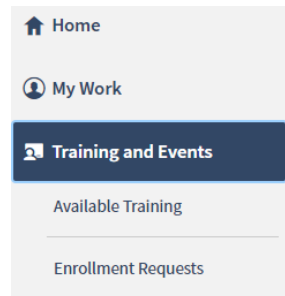 Home
My Work
Training and Events
Available Training
Enrollment Requests